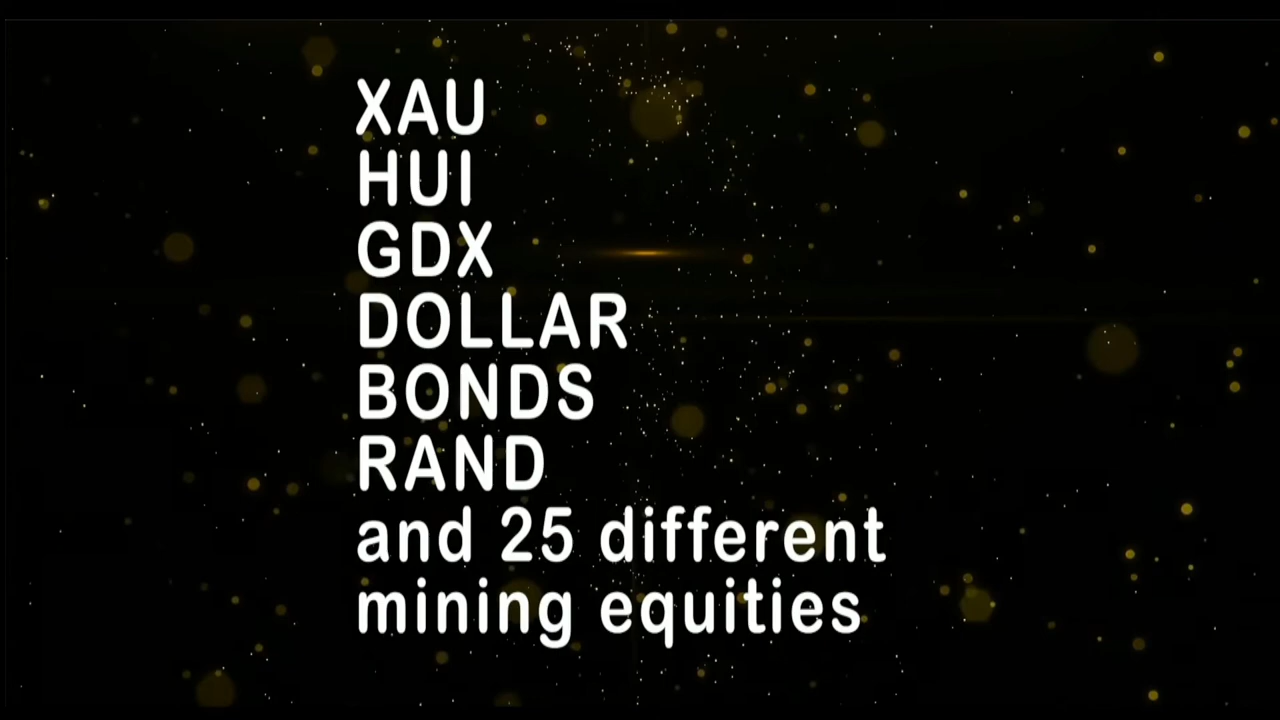 XAU
HUI
GDX
DOLLAR
BONDS
RAND
and 25 different
mining equities